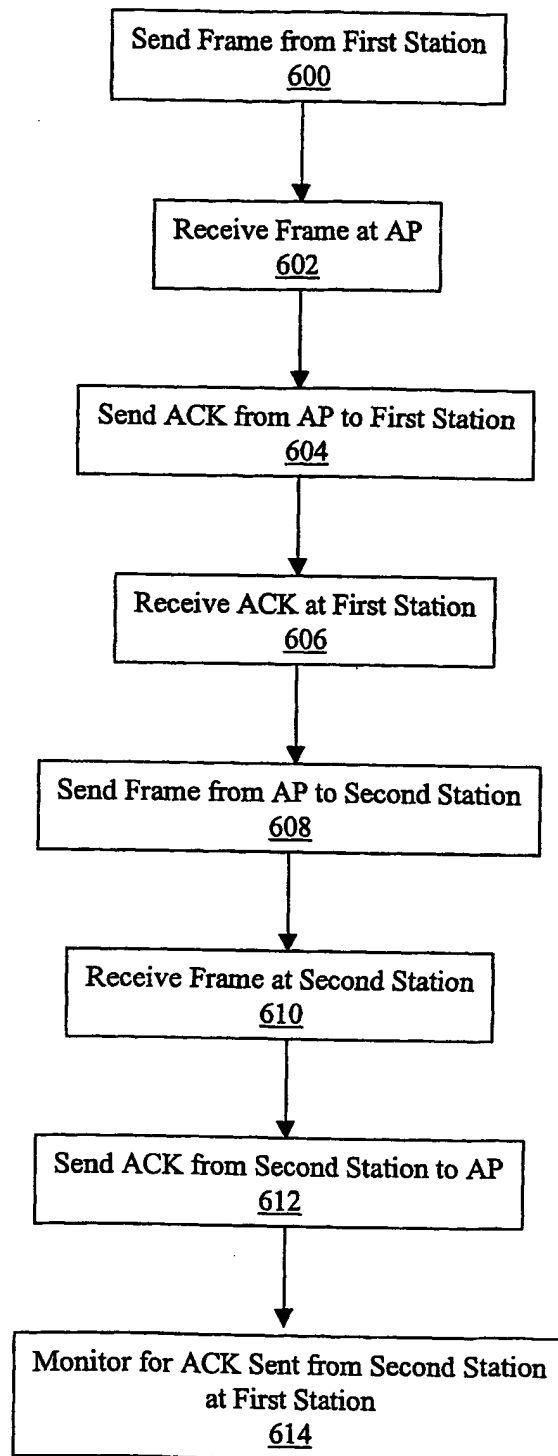 Send Frame from First Station
600
Receive Frame at AP
602
Send ACK from AP to First Station
604
Receive ACK at First Station
606
Send Frame from AP to Second Station
608
Receive Frame at Second Station
610
Send ACK from Second Station to AP
612
Monitor for ACK Sent from Second Station
at First Station
614